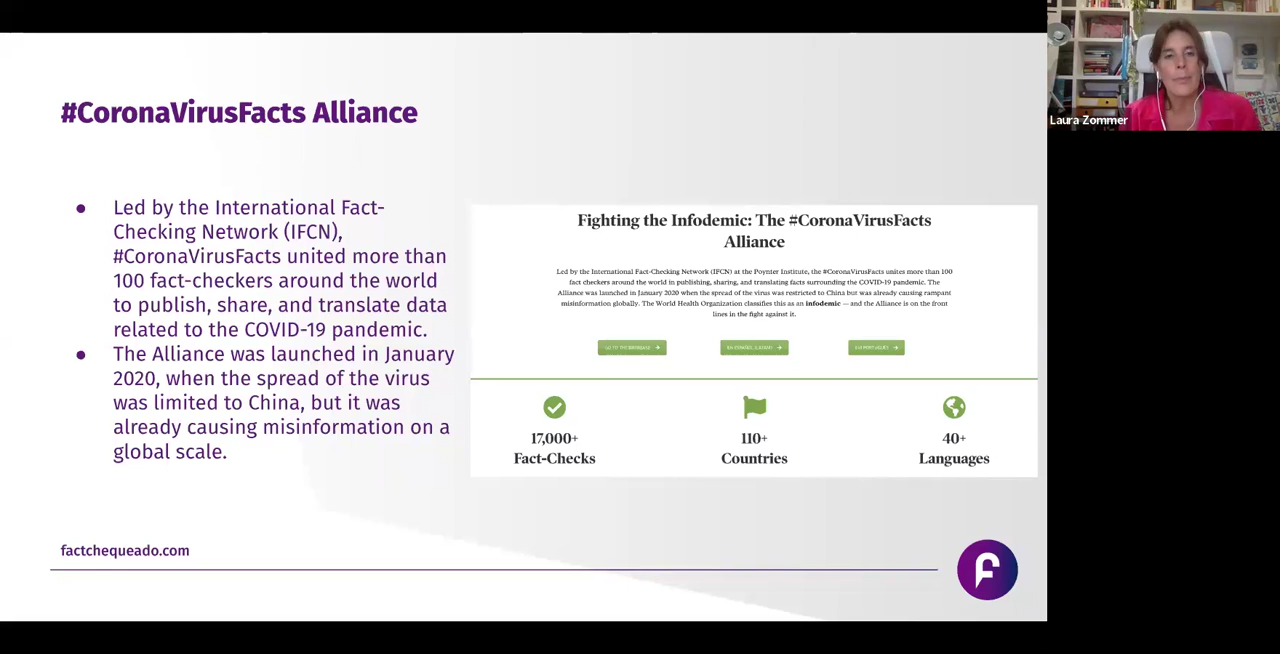 #CoronaVirusFacts Alliance
Laura Zommer
● Led by the International Fact-
Checking Network (IFCN),
#CoronaVirusFacts united more than
100 fact-checkers around the world
to publish, share, and translate data
related to the COVID-19 pandemic.
● The Alliance was launched in January
2020, when the spread of the virus
was limited to China, but it was
already causing misinformation on a
global scale.
Fighting the Infodemic: The #CoronaVirusFacts
Alliance
Led by the International Fact-Checking Network (IFCN) at the Poynter Institute, the #CoronaVirusFacts unites more than 100
fact checkers around the world in publishing, sharing, and translating facts surrounding the COVID-19 pandemic. The
Alliance was launched in January 2020 when the spread of the virus was restricted to China but was already causing rampant
misinformation globally. The World Health Organization classifies this as an infodemic — and the Alliance is on the front
lines in the fight against it.
GO TO THE DATABASE
17,000+
Fact-Checks
110+
Countries
40+
Languages
factchequeado.com